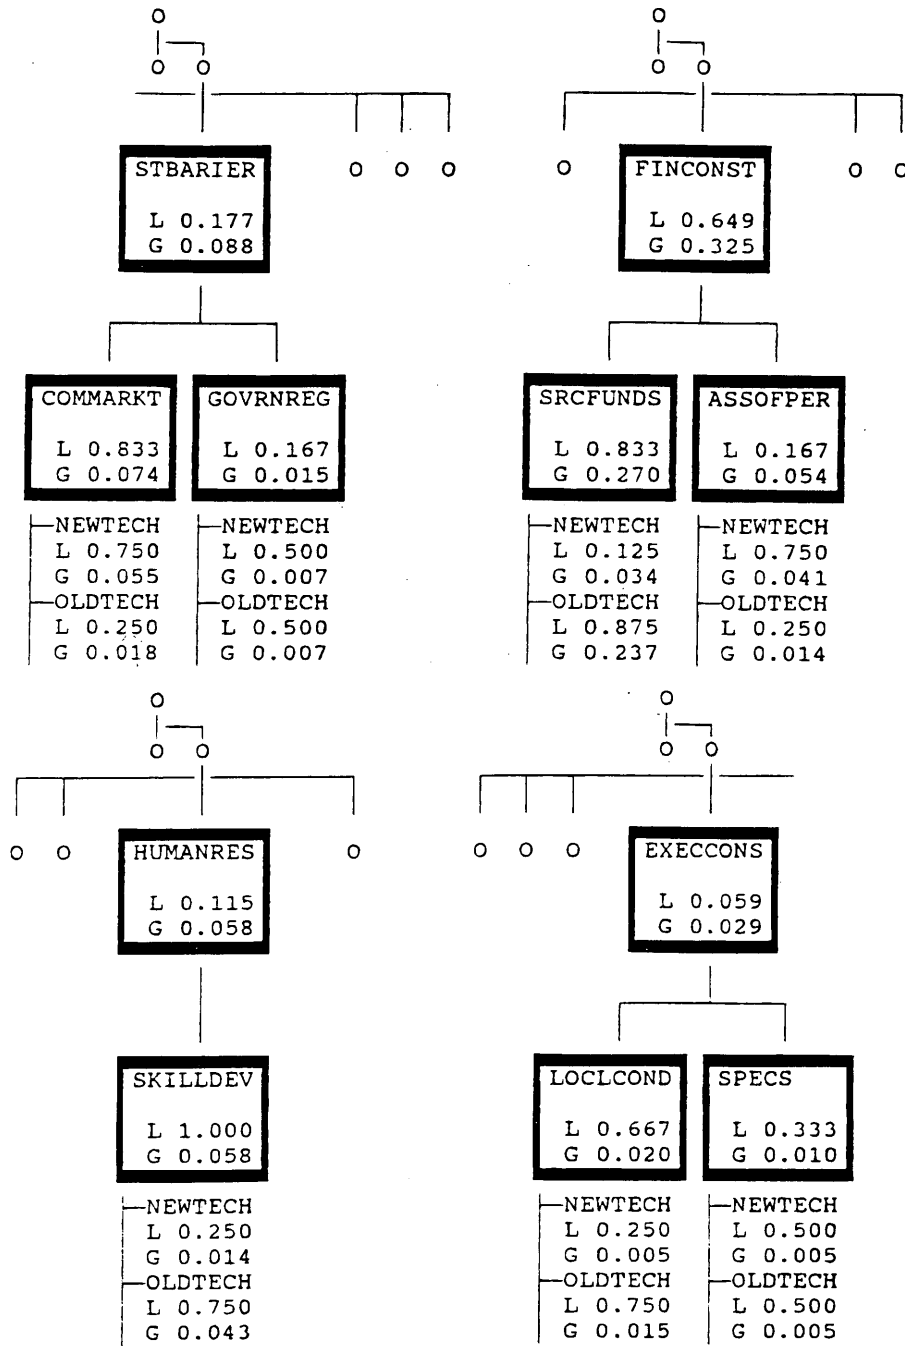 STBARIER
L 0.177
G 0.088
COMMARKT
L 0.833
G 0.074
NEWTECH
L 0.750
G 0.055
OLDTECH
L 0.250
G 0.018
GOVRNREG
L 0.167
G 0.015
NEWTECH
L 0.500
G 0.007
OLDTECH
L 0.500
G 0.007
FINCONST
L 0.649
G 0.325
SRCFUNDS
L 0.833
G 0.270
NEWTECH
L 0.125
G 0.034
OLDTECH
L 0.875
G 0.237
ASSOFPER
L 0.167
G 0.054
NEWTECH
L 0.750
G 0.041
OLDTECH
L 0.250
G 0.014
HUMANRES
L 0.115
G 0.058
SKILLDEV
L 1.000
G 0.058
NEWTECH
L 0.250
G 0.014
OLDTECH
L 0.750
G 0.043
EXECCONS
L 0.059
G 0.029
LOCLCOND
L 0.667
G 0.020
NEWTECH
L 0.250
G 0.005
OLDTECH
L 0.750
G 0.015
SPECS
L 0.333
G 0.010
NEWTECH
L 0.500
G 0.005
OLDTECH
L 0.500
G 0.005